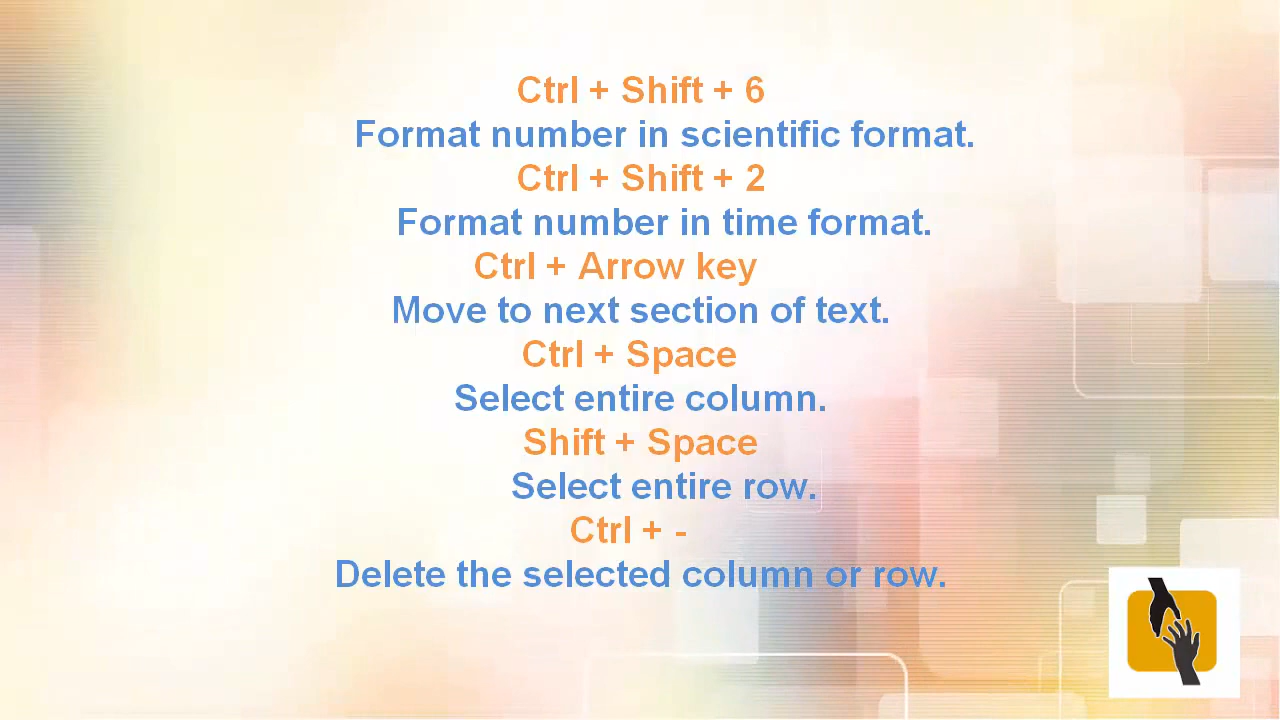 Ctrl + Shift + 6
Format number in scientific format.
Ctrl + Shift + 2
Format number in time format.
Ctrl + Arrow key
Move to next section of text.
Ctrl + Space
Select entire column.
Shift + Space
Select entire row.
Ctrl + -
Delete the selected column or row.